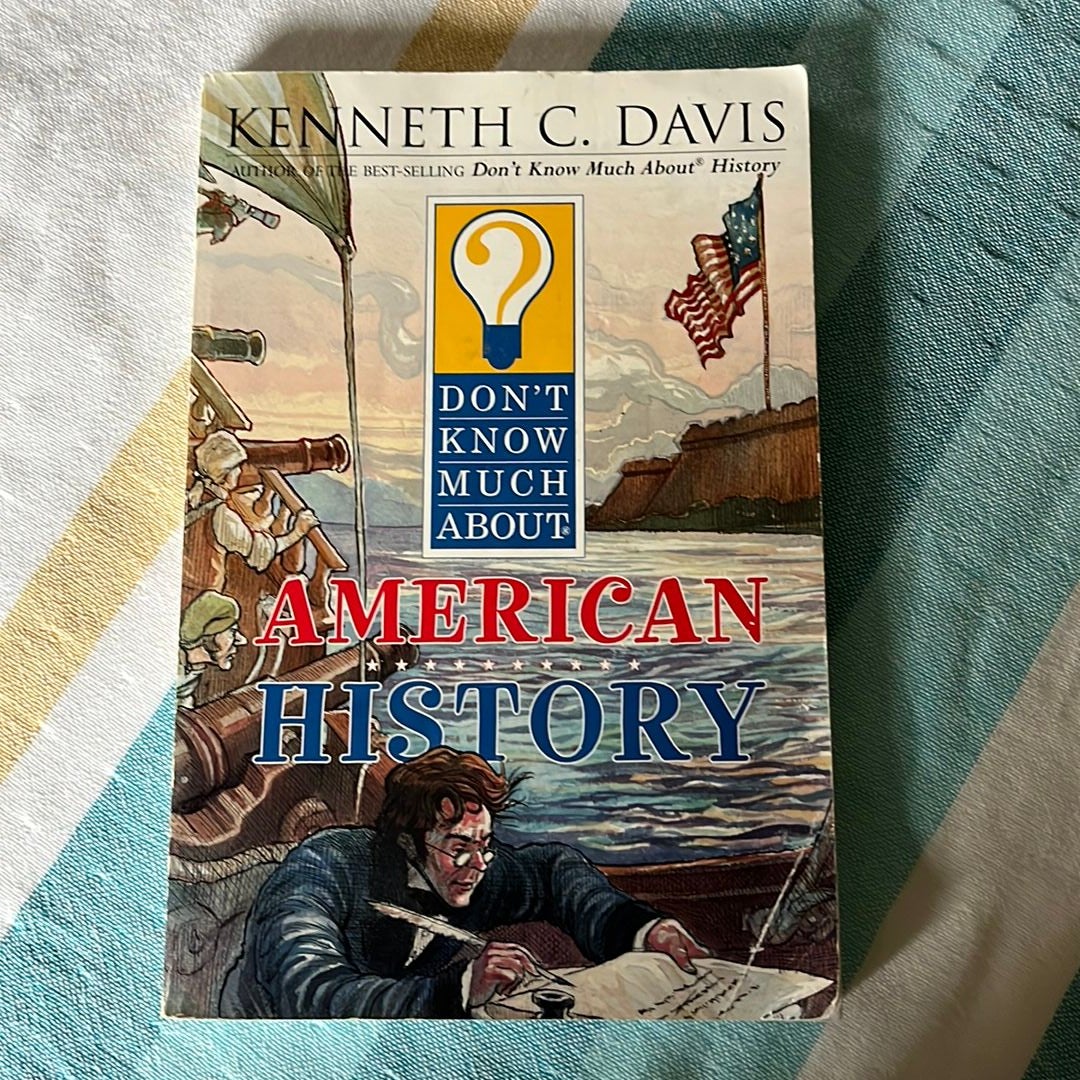 KENNETH C. DAVIS
AUTHOR OF THE BEST-SELLING Don't Know Much About® History
DON'T
KNOW
MUCH
ABOUT®
AMERICAN
HISTORY